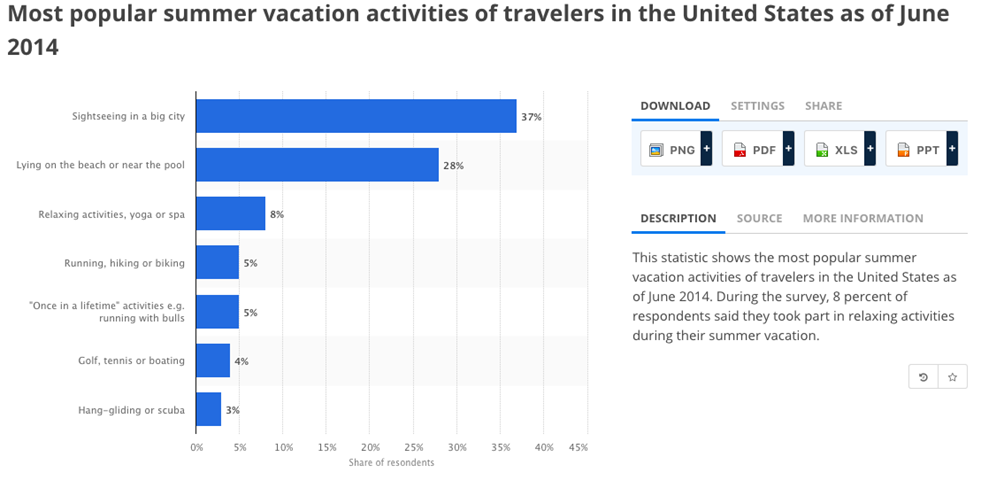 Most popular summer vacation activities of travelers in the United States as of June
2014
Sightseeing in a big city
37%
Lying on the beach or near the pool
28%
Relaxing activities, yoga or spa
8%
Running, hiking or biking
5%
"Once in a lifetime" activities e.g.
running with bulls
5%
Golf, tennis or boating
4%
Hang-gliding or scuba
3%
0% 5% 10% 15% 20% 25% 30% 35% 40% 45%
Share of resondents
DOWNLOAD SETTINGS SHARE
PNG + PDF + XLS + PPT +
DESCRIPTION SOURCE MORE INFORMATION
This statistic shows the most popular summer
vacation activities of travelers in the United States as
of June 2014. During the survey, 8 percent of
respondents said they took part in relaxing activities
during their summer vacation.